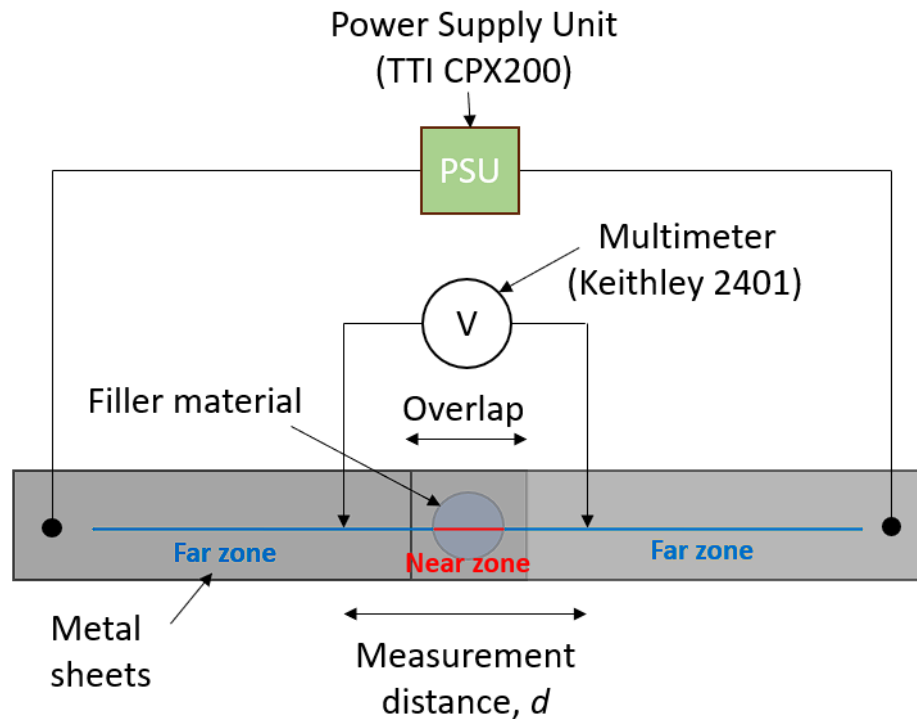 Power Supply Unit
(TTI CPX200)
PSU
Multimeter
(Keithley 2401)
V
Filler material
Overlap
Far zone
Near zone
Far zone
Metal
sheets
Measurement
distance, d